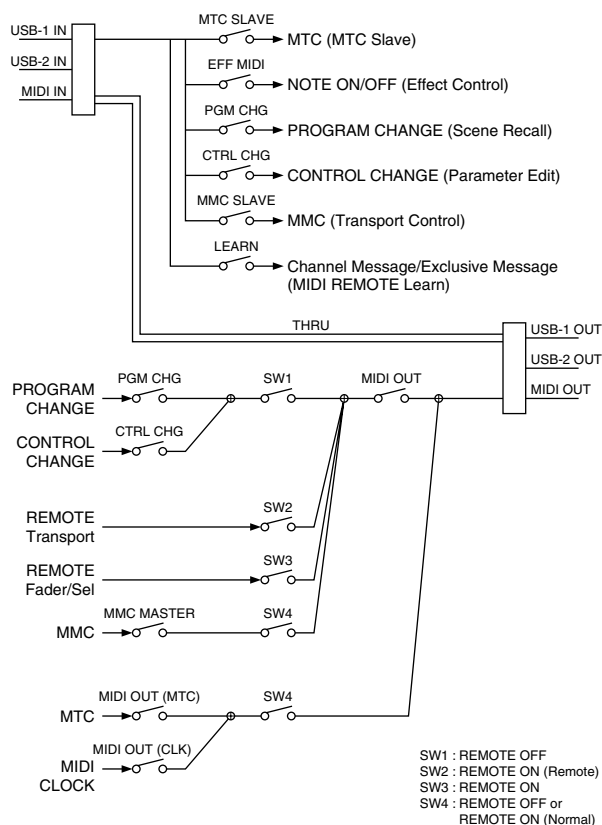 MTC SLAVE
USB-1 IN
MTC (MTC Slave)
EFF MIDI
USB-2 IN
NOTE ON/OFF (Effect Control)
MIDI IN
PGM CHG
PROGRAM CHANGE (Scene Recall)
CTRL CHG
CONTROL CHANGE (Parameter Edit)
MMC SLAVE
MMC (Transport Control)
LEARN
Channel Message/Exclusive Message
(MIDI REMOTE Learn)
THRU
USB-1 OUT
USB-2 OUT
MIDI OUT
PROGRAM
CHANGE
PGM CHG
SW1
MIDI OUT
CONTROL
CHANGE
CTRL CHG
REMOTE
Transport
SW2
REMOTE
Fader/Sel
SW3
MMC
MMC MASTER
SW4
MTC
MIDI OUT (MTC)
SW4
MIDI
CLOCK
MIDI OUT (CLK)
SW1 : REMOTE OFF
SW2 : REMOTE ON (Remote)
SW3 : REMOTE ON
SW4 : REMOTE OFF or
REMOTE ON (Normal)